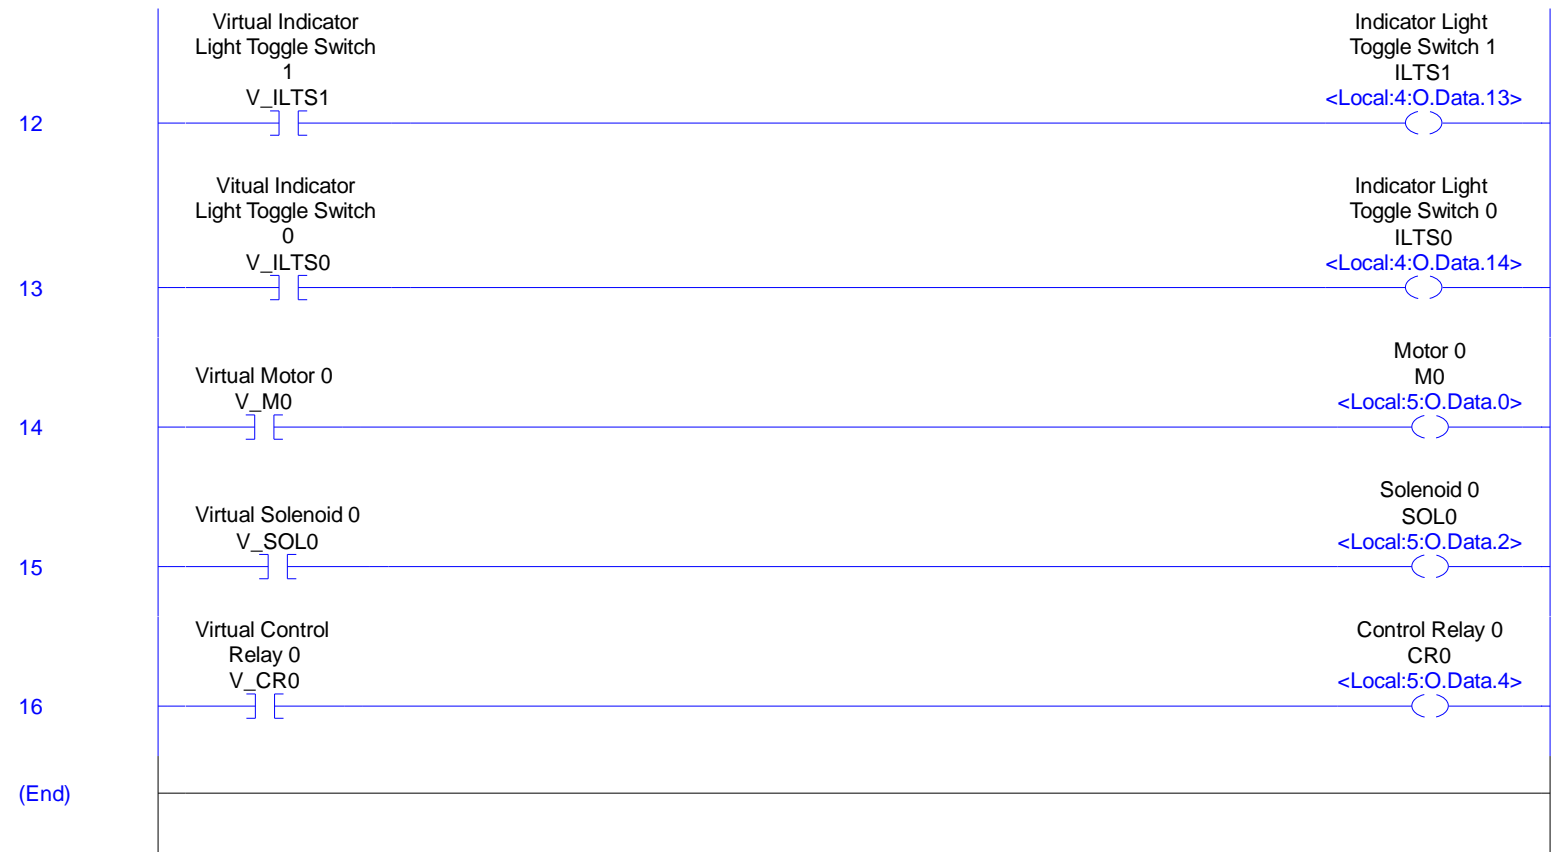 Virtual Indicator
Light Toggle Switch
1
V_ILTS1
Indicator Light
Toggle Switch 1
ILTS1
<Local:4:O.Data.13>
12
Vitual Indicator
Light Toggle Switch
0
V_ILTS0
Indicator Light
Toggle Switch 0
ILTS0
<Local:4:O.Data.14>
13
Virtual Motor 0
V_M0
Motor 0
M0
<Local:5:O.Data.0>
14
Virtual Solenoid 0
V_SOL0
Solenoid 0
SOL0
<Local:5:O.Data.2>
15
Virtual Control
Relay 0
V_CR0
Control Relay 0
CR0
<Local:5:O.Data.4>
16
(End)